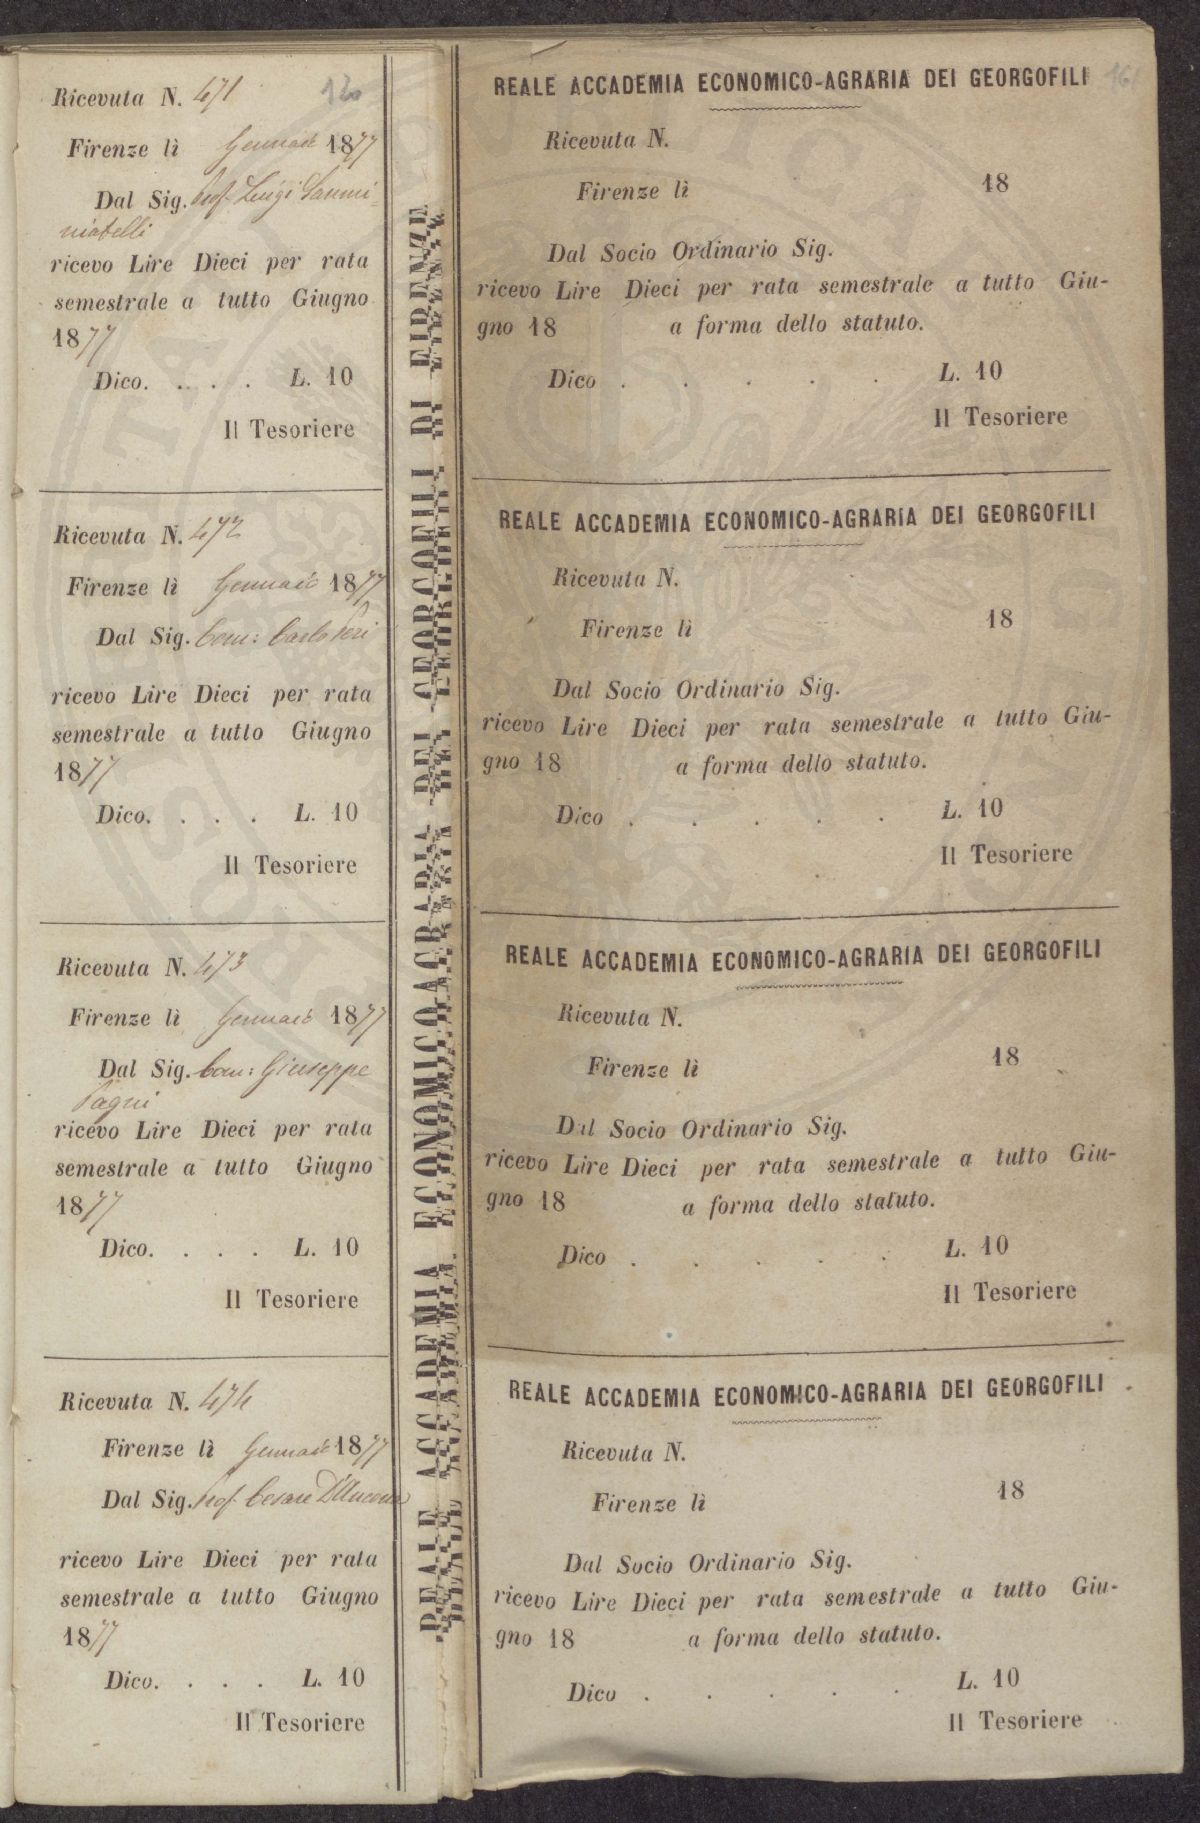 Ricevuta N. 471
120
Firenze lì Gennaio 1877
Dal Sig. Prof. Luigi Sanmi-
niatelli
ricevo Lire Dieci per rata
semestrale a tutto Giugno
1877
Dico. . . . . L. 10
Il Tesoriere
Ricevuta N. 472
Firenze lì Gennaio 1877
Dal Sig. Com: Carlo Peri
ricevo Lire Dieci per rata
semestrale a tutto Giugno
1877
Dico. . . . L. 10
Il Tesoriere
Ricevuta N. 473
Firenze lì Gennaio 1877
Dal Sig. Cav: Giuseppe
Pagni
ricevo Lire Dieci per rata
semestrale a tutto Giugno
1877
Dico. . . . L. 10
Il Tesoriere
Ricevuta N. 474
Firenze lì Gennaio 1877
Dal Sig. Prof. Cesare D'Ancona
ricevo Lire Dieci per rata
semestrale a tutto Giugno
1877
Dico. . . . L. 10
Il Tesoriere
REALE ACCADEMIA ECONOMICO-AGRARIA DEI GEORGOFILI DI FIRENZE
REALE ACCADEMIA ECONOMICO-AGRARIA DEI GEORGOFILI
Ricevuta N.
Firenze lì 18
Dal Socio Ordinario Sig.
ricevo Lire Dieci per rata semestrale a tutto Giu-
gno 18 a forma dello statuto.
Dico . . . . . L. 10
Il Tesoriere
REALE ACCADEMIA ECONOMICO-AGRARIA DEI GEORGOFILI
Ricevuta N.
Firenze lì 18
Dal Socio Ordinario Sig.
ricevo Lire Dieci per rata semestrale a tutto Giu-
gno 18 a forma dello statuto.
Dico . . . . . L. 10
Il Tesoriere
REALE ACCADEMIA ECONOMICO-AGRARIA DEI GEORGOFILI
Ricevuta N.
Firenze lì 18
Dal Socio Ordinario Sig.
ricevo Lire Dieci per rata semestrale a tutto Giu-
gno 18 a forma dello statuto.
Dico . . . . . L. 10
Il Tesoriere
REALE ACCADEMIA ECONOMICO-AGRARIA DEI GEORGOFILI
Ricevuta N.
Firenze lì 18
Dal Socio Ordinario Sig.
ricevo Lire Dieci per rata semestrale a tutto Giu-
gno 18 a forma dello statuto.
Dico . . . . . L. 10
Il Tesoriere